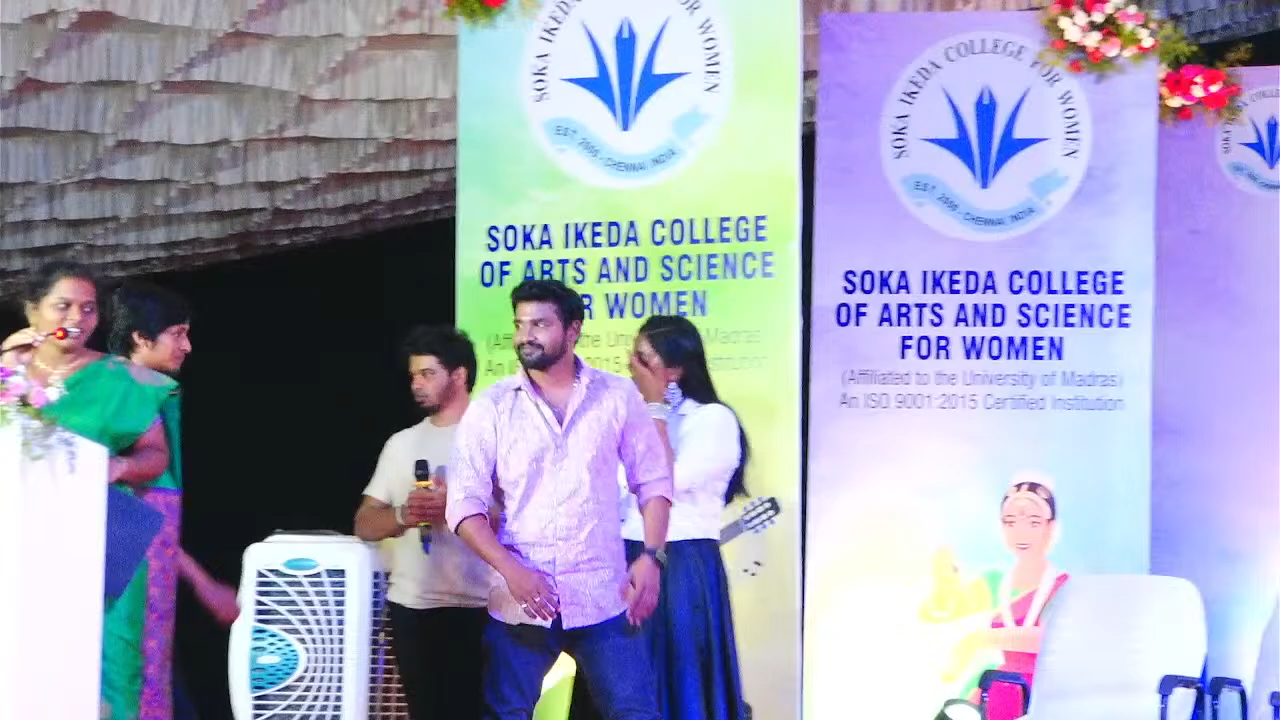 SOKA IKEDA COLLEGE FOR WOMEN
EST 2000 - CHENNAI, INDIA
SOKA IKEDA COLLEGE
OF ARTS AND SCIENCE
FOR WOMEN
Madras
SOKA IKEDA COLLEGE FOR WOMEN
EST 2000 - CHENNAI, INDIA
SOKA IKEDA COLLEGE
OF ARTS AND SCIENCE
FOR WOMEN
(Affiliated to the University of Madras)
An ISO 9001:2015 Certified Institution